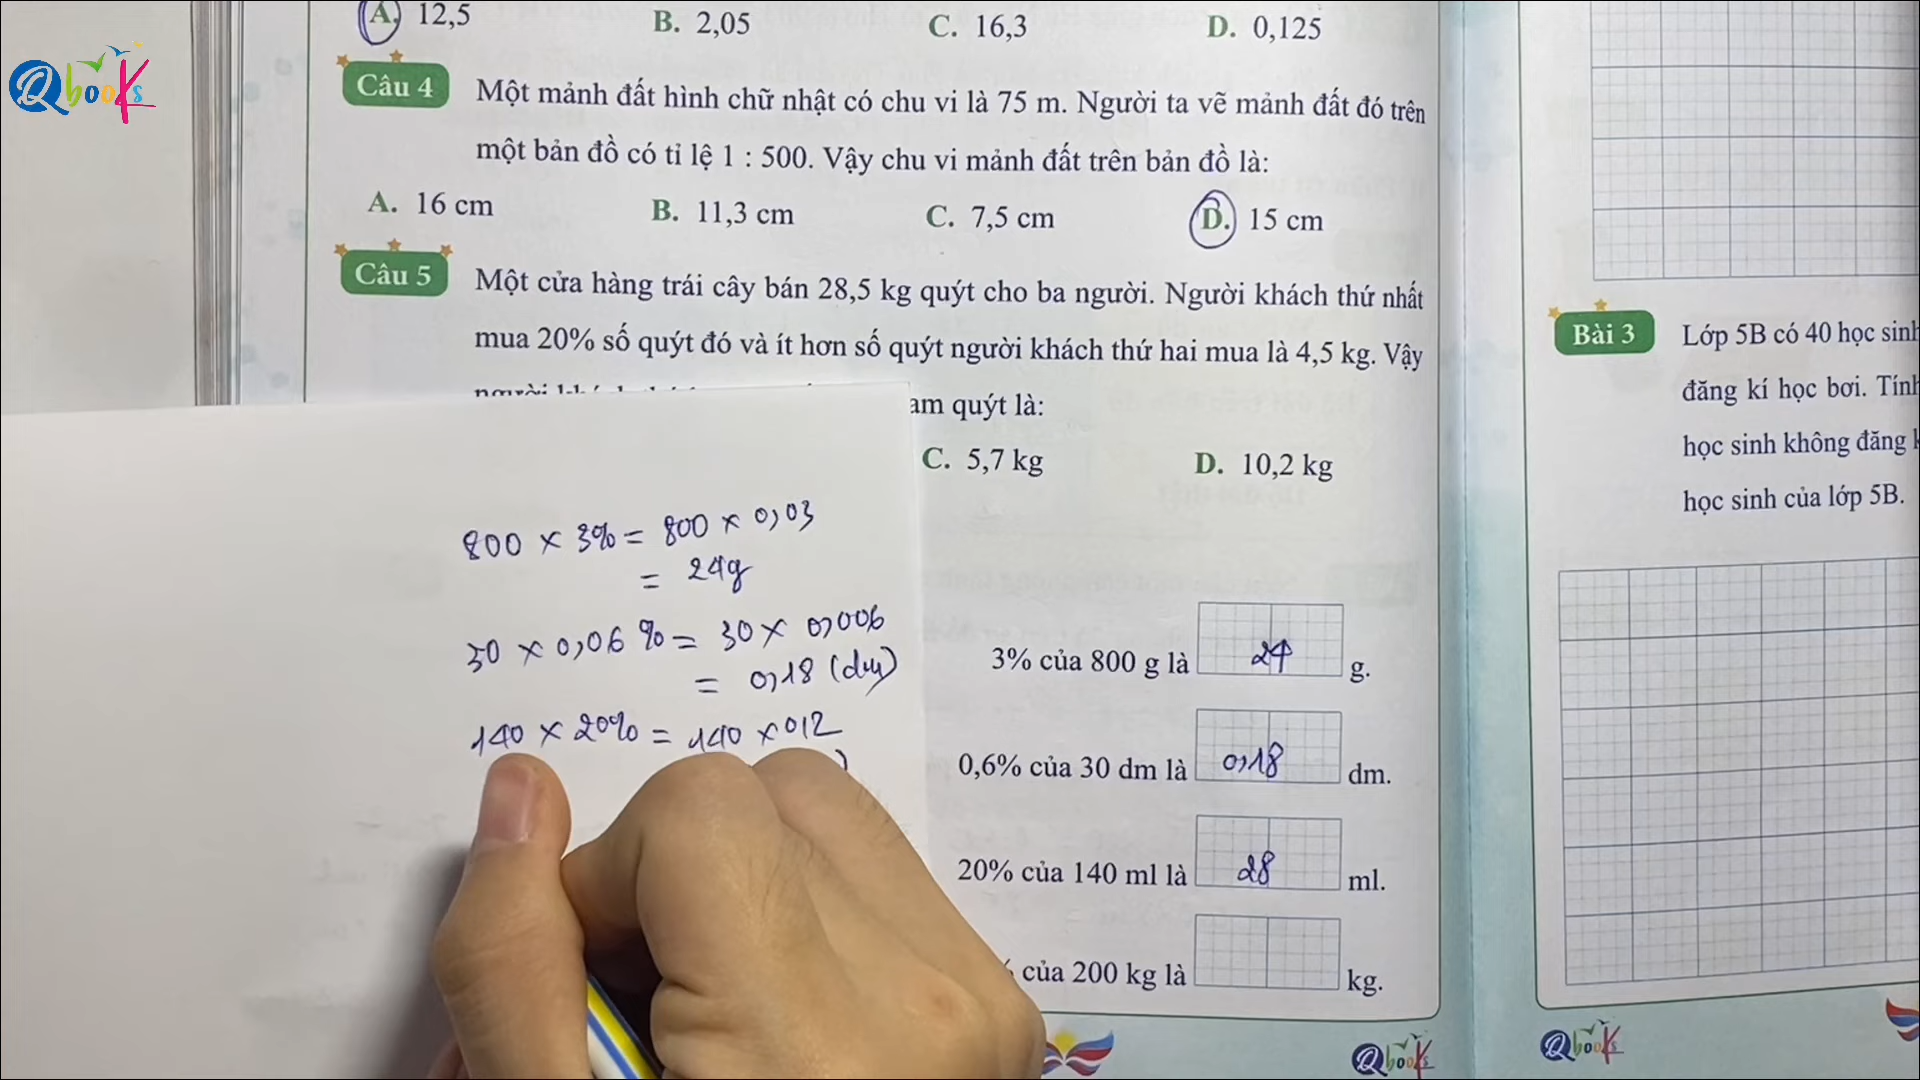 Qbooks
A. 12,5 B. 2,05 C. 16,3 D. 0,125
Câu 4 Một mảnh đất hình chữ nhật có chu vi là 75 m. Người ta vẽ mảnh đất đó trên
một bản đồ có tỉ lệ 1 : 500. Vậy chu vi mảnh đất trên bản đồ là:
A. 16 cm B. 11,3 cm C. 7,5 cm D. 15 cm
Câu 5 Một cửa hàng trái cây bán 28,5 kg quýt cho ba người. Người khách thứ nhất
mua 20% số quýt đó và ít hơn số quýt người khách thứ hai mua là 4,5 kg. Vậy
am quýt là:
C. 5,7 kg D. 10,2 kg
800 × 3% = 800 × 0,03
= 24g
30 × 0,06 % = 30 × 0,006
= 0,18 (dm)
140 × 20% = 140 × 0,2
3% của 800 g là 24 g.
0,6% của 30 dm là 0,18 dm.
20% của 140 ml là 28 ml.
của 200 kg là kg.
Qbooks
Bài 3 Lớp 5B có 40 học sinh
đăng kí học bơi. Tính
học sinh không đăng k
học sinh của lớp 5B.
Qbooks